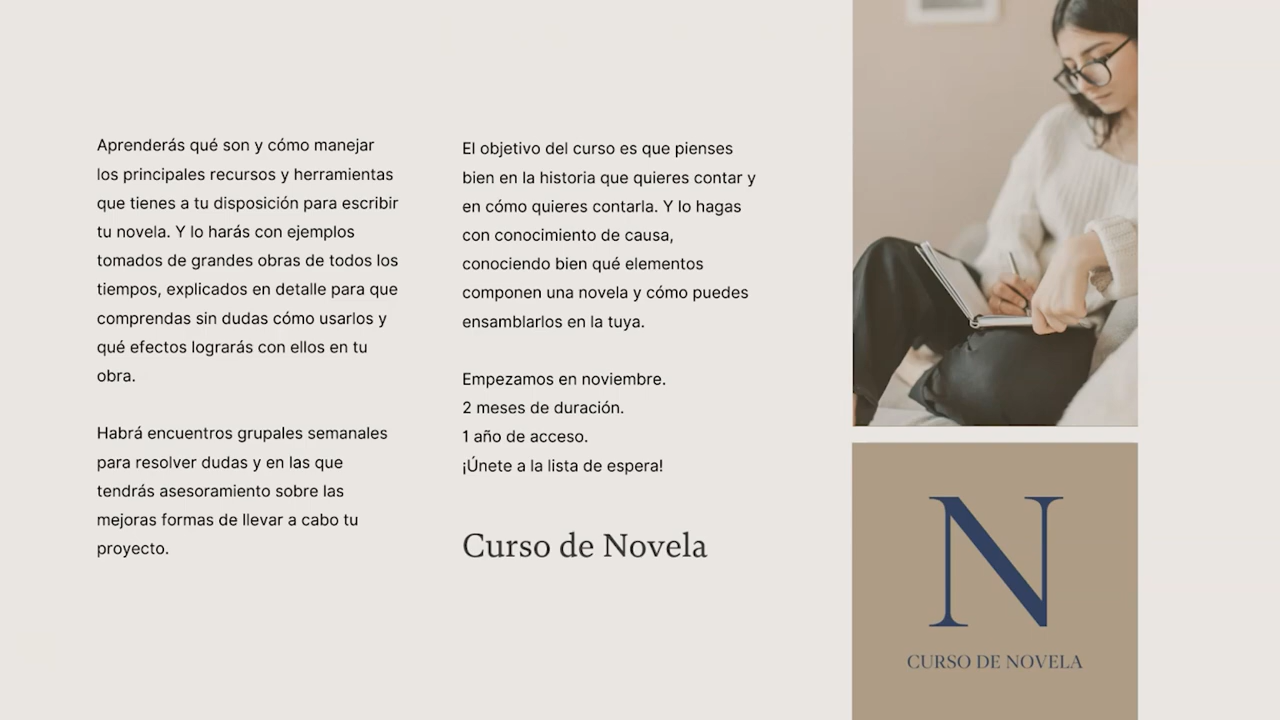 Aprenderás qué son y cómo manejar
los principales recursos y herramientas
que tienes a tu disposición para escribir
tu novela. Y lo harás con ejemplos
tomados de grandes obras de todos los
tiempos, explicados en detalle para que
comprendas sin dudas cómo usarlos y
qué efectos lograrás con ellos en tu
obra.
Habrá encuentros grupales semanales
para resolver dudas y en las que
tendrás asesoramiento sobre las
mejoras formas de llevar a cabo tu
proyecto.
El objetivo del curso es que pienses
bien en la historia que quieres contar y
en cómo quieres contarla. Y lo hagas
con conocimiento de causa,
conociendo bien qué elementos
componen una novela y cómo puedes
ensamblarlos en la tuya.
Empezamos en noviembre.
2 meses de duración.
1 año de acceso.
¡Únete a la lista de espera!
Curso de Novela
N
CURSO DE NOVELA